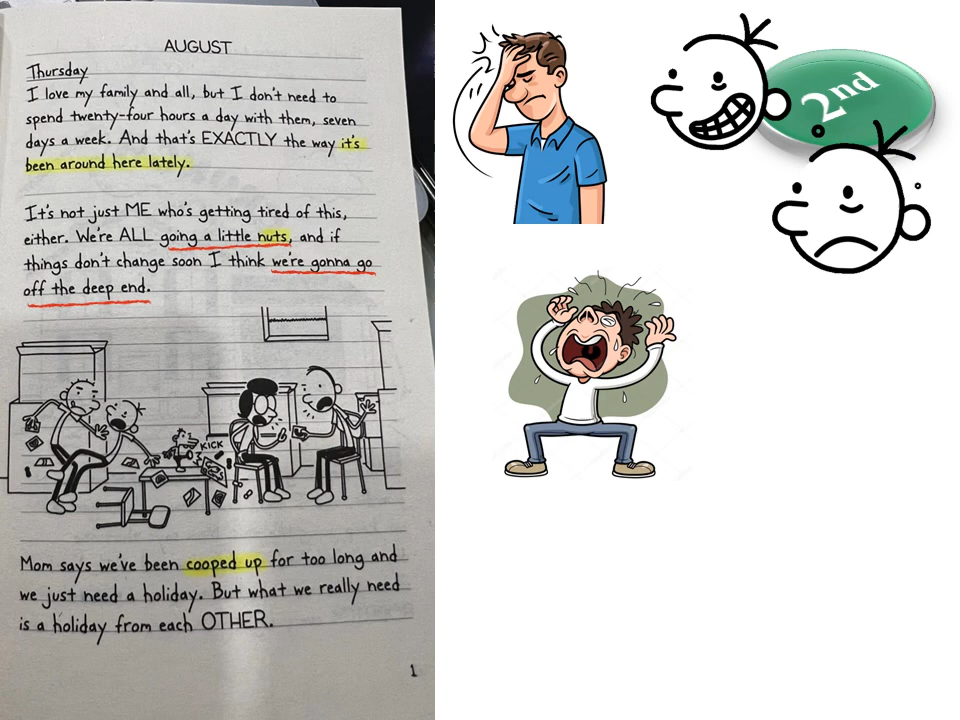 AUGUST
Thursday
I love my family and all, but I don't need to
spend twenty-four hours a day with them, seven
days a week. And that's EXACTLY the way it's
been around here lately.
It's not just ME who's getting tired of this,
either. We're ALL going a little nuts, and if
things don't change soon I think we're gonna go
off the deep end.
KICK
Mom says we've been cooped up for too long and
we just need a holiday. But what we really need
is a holiday from each OTHER.
1
2nd